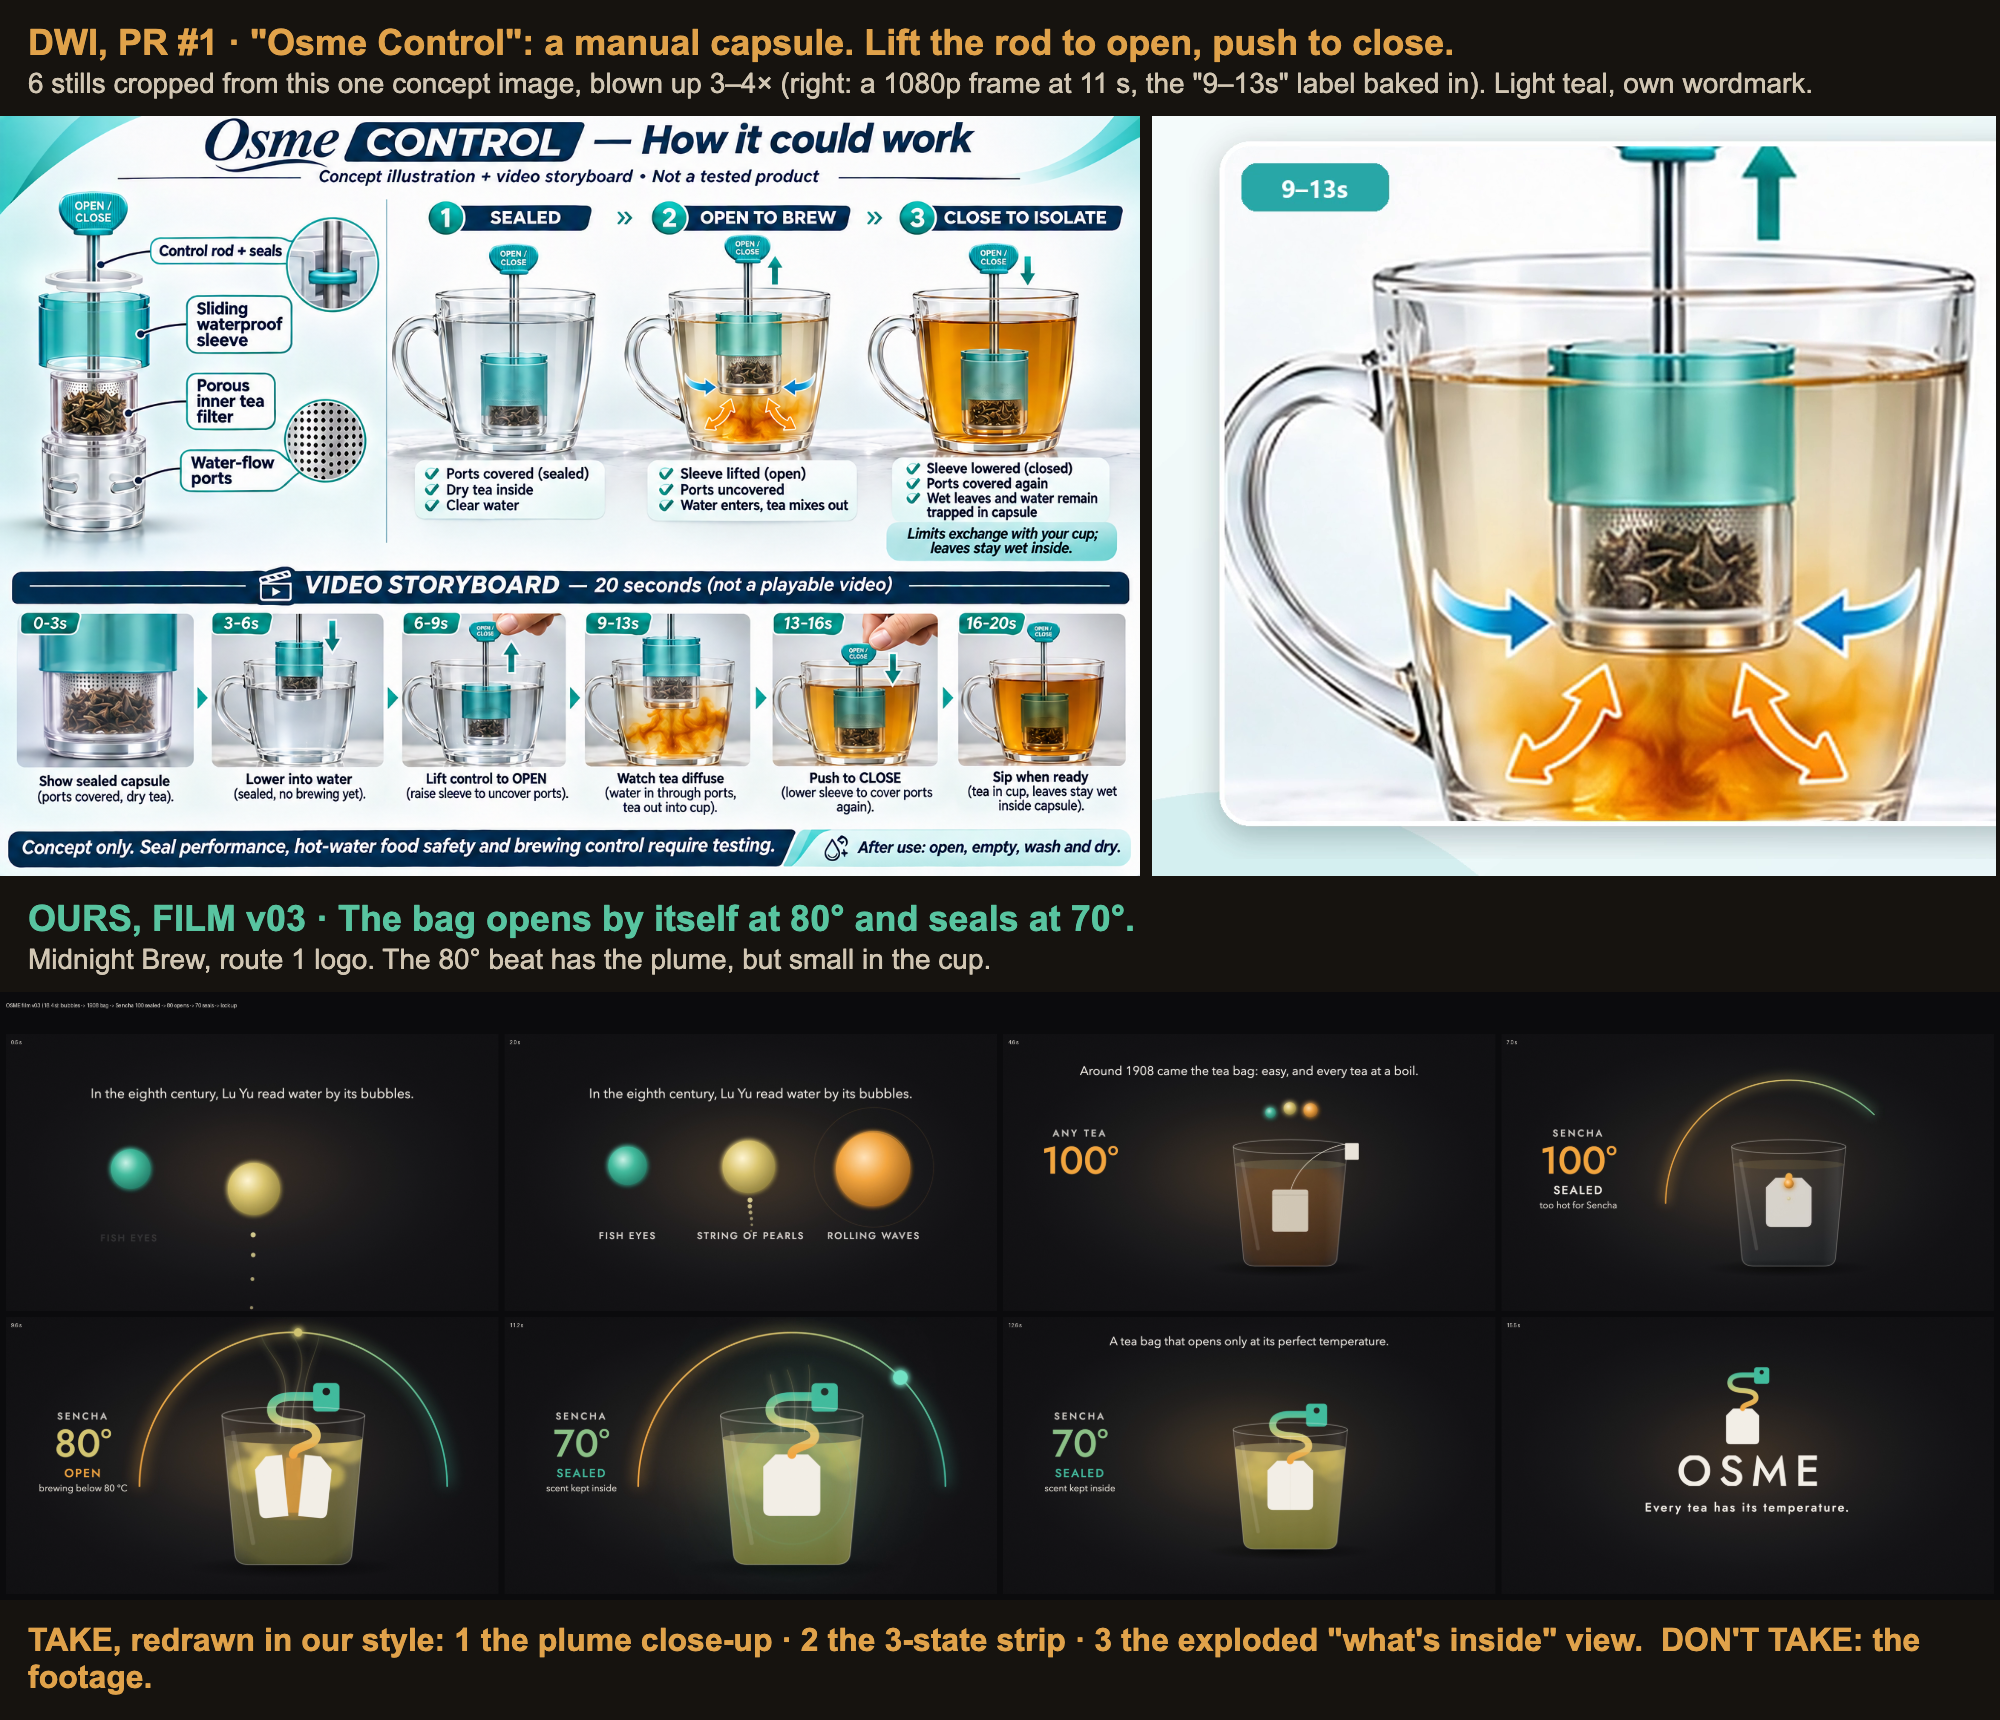 DWI, PR #1 · "Osme Control": a manual capsule. Lift the rod to open, push to close.
6 stills cropped from this one concept image, blown up 3–4× (right: a 1080p frame at 11 s, the "9–13s" label baked in). Light teal, own wordmark.
Osme CONTROL — How it could work
Concept illustration + video storyboard • Not a tested product
OPEN / CLOSE
Control rod + seals
Sliding
waterproof
sleeve
Porous
inner tea
filter
Water-flow
ports
1 SEALED » 2 OPEN TO BREW » 3 CLOSE TO ISOLATE
OPEN / CLOSE
OPEN / CLOSE
OPEN / CLOSE
Ports covered (sealed)
Dry tea inside
Clear water
Sleeve lifted (open)
Ports uncovered
Water enters, tea mixes out
Sleeve lowered (closed)
Ports covered again
Wet leaves and water remain
trapped in capsule
Limits exchange with your cup;
leaves stay wet inside.
VIDEO STORYBOARD — 20 seconds (not a playable video)
0-3s
3-6s
6-9s
9-13s
13-16s
16-20s
OPEN / CLOSE
OPEN / CLOSE
OPEN / CLOSE
Show sealed capsule
(ports covered, dry tea).
Lower into water
(sealed, no brewing yet).
Lift control to OPEN
(raise sleeve to uncover ports).
Watch tea diffuse
(water in through ports,
tea out into cup).
Push to CLOSE
(lower sleeve to cover ports
again).
Sip when ready
(tea in cup, leaves stay wet
inside capsule).
Concept only. Seal performance, hot-water food safety and brewing control require testing.
After use: open, empty, wash and dry.
9–13s
OURS, FILM v03 · The bag opens by itself at 80° and seals at 70°.
Midnight Brew, route 1 logo. The 80° beat has the plume, but small in the cup.
In the eighth century, Lu Yu read water by its bubbles.
FISH EYES
In the eighth century, Lu Yu read water by its bubbles.
FISH EYES
STRING OF PEARLS
ROLLING WAVES
Around 1908 came the tea bag: easy, and every tea at a boil.
ANY TEA
100°
SENCHA
100°
SEALED
too hot for Sencha
SENCHA
80°
OPEN
brewing below 80 °C
SENCHA
70°
SEALED
scent kept inside
A tea bag that opens only at its perfect temperature.
SENCHA
70°
SEALED
scent kept inside
OSME
Every tea has its temperature.
TAKE, redrawn in our style: 1 the plume close-up · 2 the 3-state strip · 3 the exploded "what's inside" view. DON'T TAKE: the
footage.